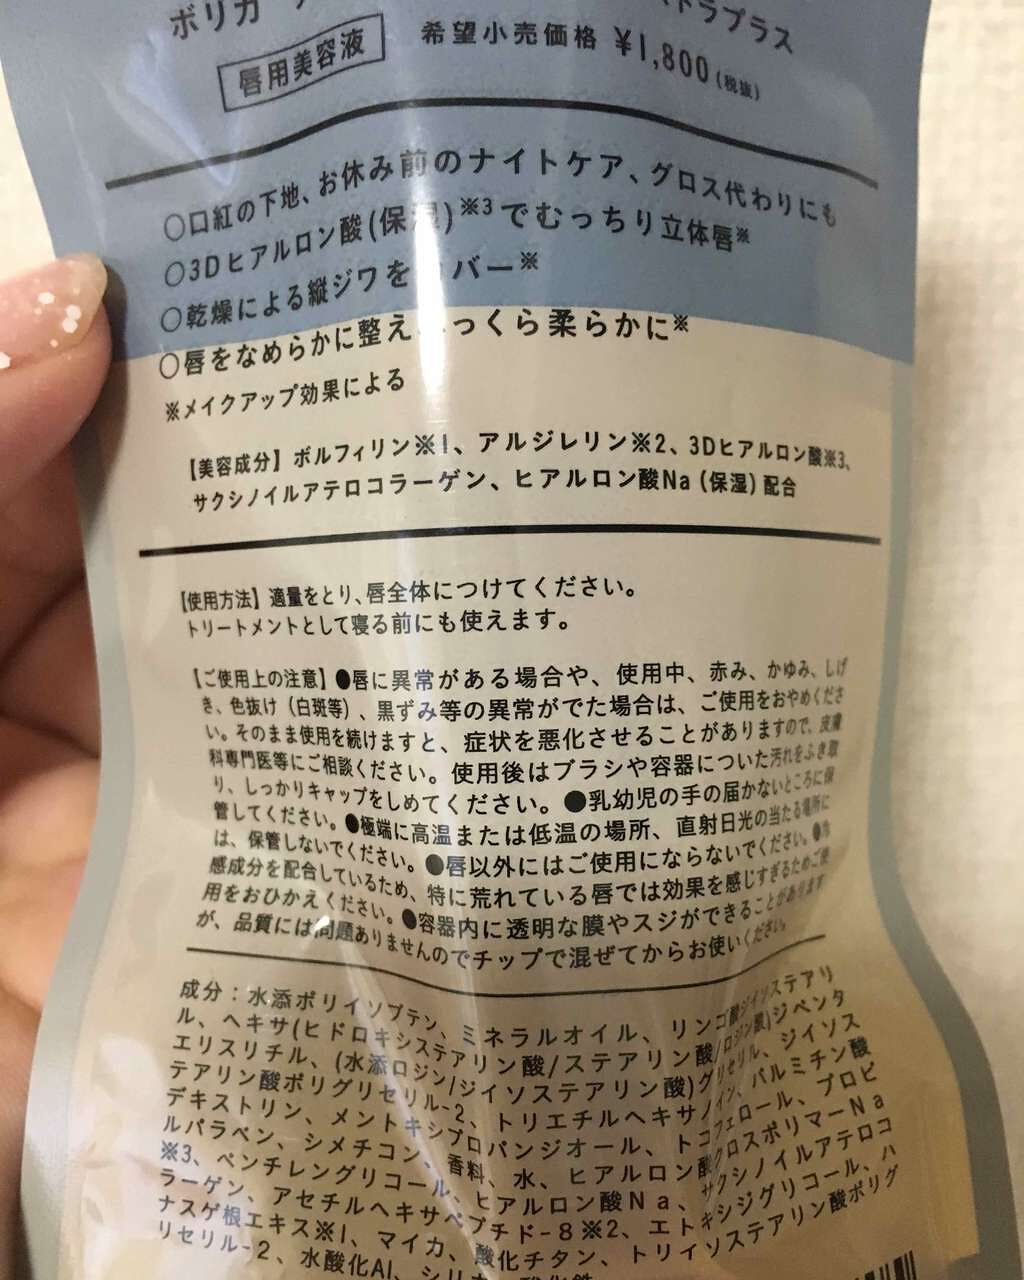 ボリカ
ドラプラス
唇用美容液
希望小売価格 ¥1,800(税抜)
○口紅の下地、お休み前のナイトケア、グロス代わりにも
○3Dヒアルロン酸(保湿)※3でむっちり立体唇※
○乾燥による縦ジワを バー※
○唇をなめらかに整え っくら柔らかに※
※メイクアップ効果による
【美容成分】ボルフィリン※1、アルジレリン※2、3Dヒアルロン酸※3、
サクシノイルアテロコラーゲン、ヒアルロン酸Na(保湿)配合
【使用方法】適量をとり、唇全体につけてください。
トリートメントとして寝る前にも使えます。
【ご使用上の注意】●唇に異常がある場合や、使用中、赤み、かゆみ、しげ
き、色抜け(白斑等)、黒ずみ等の異常がでた場合は、ご使用をおやめくださ
い。そのまま使用を続けますと、症状を悪化させることがありますので、皮膚
科専門医等にご相談ください。使用後はブラシや容器についた汚れをふき取
り、しっかりキャップをしめてください。●乳幼児の手の届かないところに保
管してください。●極端に高温または低温の場所、直射日光の当たる場所に
は、保管しないでください。●唇以外にはご使用にならないでください。●冷
感成分を配合しているため、特に荒れている唇では効果を感じすぎるためご使
用をおひかえください。●容器内に透明な膜やスジができることがあります
が、品質には問題ありませんのでチップで混ぜてからお使いください。
成分：水添ポリイソブテン、ミネラルオイル、リンゴ酸ジイソステアリ
ル、ヘキサ(ヒドロキシステアリン酸/ステアリン酸/ロジン酸)ジペンタ
エリスリチル、(水添ロジン/ジイソステアリン酸)グリセリル、ジイソス
テアリン酸ポリグリセリル-2、トリエチルヘキサノイン、パルミチン酸
デキストリン、メントキシプロパンジオール、トコフェロール、プロピ
ルパラベン、シメチコン、香料、水、ヒアルロン酸クロスポリマーNa
※3、ペンチレングリコール、ヒアルロン酸Na、サクシノイルアテロコ
ラーゲン、アセチルヘキサペプチド-8※2、エトキシジグリコール、ハ
ナスゲ根エキス※1、マイカ、酸化チタン、トリイソステアリン酸ポリグ
リセリル-2、水酸化Al、シリカ、酸化鉄